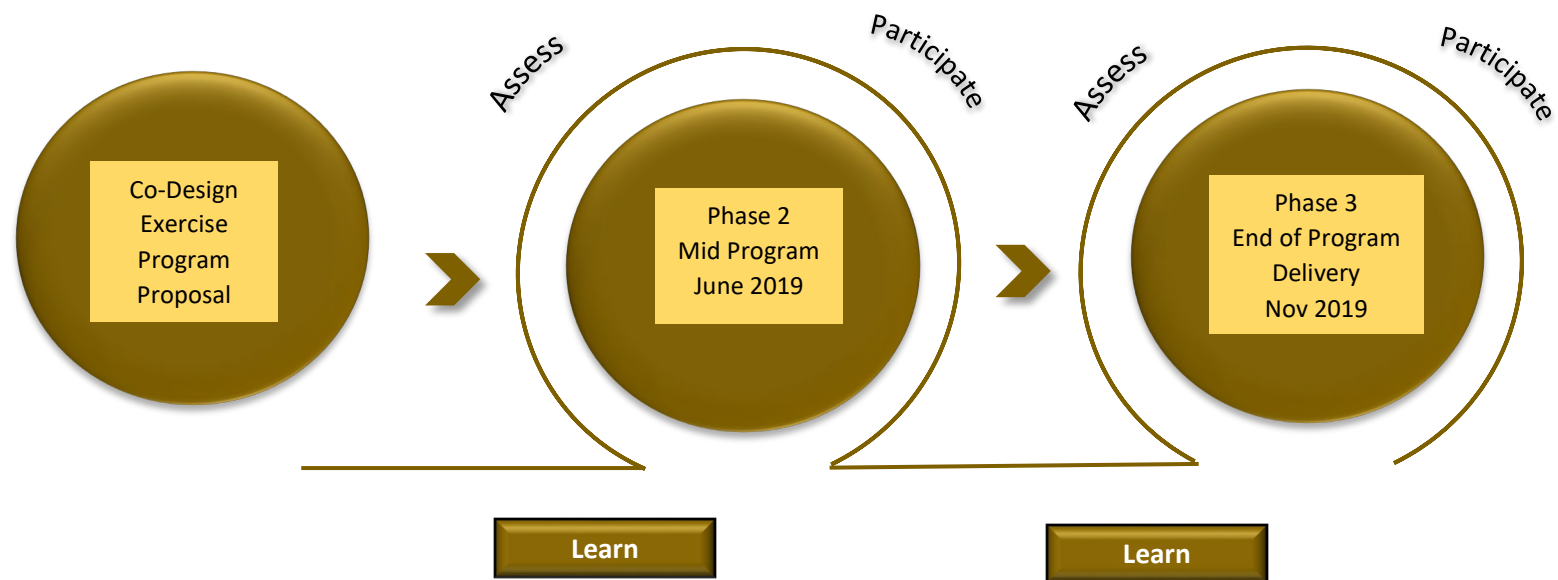 Co-Design
Exercise
Program
Proposal
Assess
Participate
Phase 2
Mid Program
June 2019
Learn
Assess
Participate
Phase 3
End of Program
Delivery
Nov 2019
Learn